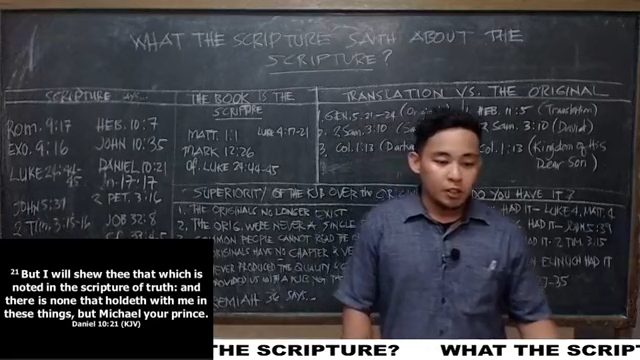 WHAT THE SCRIPTURE SAITH ABOUT THE
SCRIPTURE?
SCRIPTURE says...
Rom. 9:17
HEB. 10:7
EXO. 9:16
JOHN 10:35
LUKE 24:44-45
DANIEL 10:21
Jn. 17:17
2 PET. 3:16
JOHN 5:39
JOB 32:8
2 Tim. 3:15-16
THE BOOK IS THE
SCRIPTURE
MATT. 1:1
LUKE 4:17-21
MARK 12:26
Cf. LUKE 24:44-45
TRANSLATION VS. THE ORIGINAL
1. GEN. 5:21-24
HEB. 11:5 (Translation)
2. 2 Sam. 3:10
2 Sam. 3:10 (David)
3. Col. 1:13
Col. 1:13 (Kingdom of His
Dear Son)
SUPERIORITY OF THE KJB OVER THE
DO YOU HAVE IT?
1. THE ORIGINALS NO LONGER EXIST
HAD IT - LUKE 4, MATT. 4
2. THE ORIG. WERE NEVER A SINGLE
HAD IT - JOHN 5:39
COMMON PEOPLE CANNOT READ THE
HAD IT - 2 TIM. 3:15
ORIGINALS HAVE NO CHAPTER &
EUNUCH HAD IT
NEVER PRODUCED THE QUALITY &
SAYS...
21 But I will shew thee that which is
noted in the scripture of truth: and
there is none that holdeth with me in
these things, but Michael your prince.
Daniel 10:21 (KJV)
THE SCRIPTURE? WHAT THE SCRIP